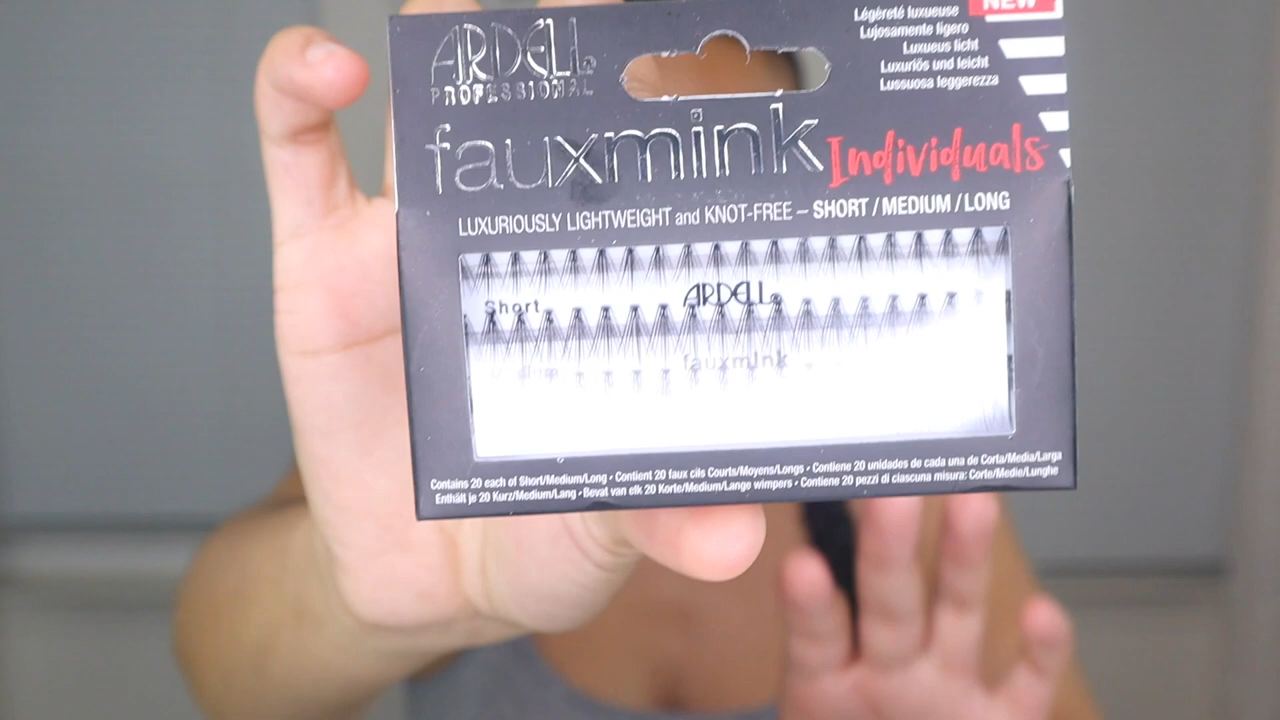 ARDELL
PROFESSIONAL
NEW
Légèreté luxueuse
Lujosamente ligero
Luxueus licht
Luxuriös und leicht
Lussuosa leggerezza
fauxmink Individuals
LUXURIOUSLY LIGHTWEIGHT and KNOT-FREE – SHORT / MEDIUM / LONG
Short
ARDELL
fauxmink
Contains 20 each of Short/Medium/Long • Contient 20 faux cils Courts/Moyens/Longs • Contiene 20 unidades de cada una de Corta/Media/Larga
Enthält je 20 Kurz/Medium/Lang • Bevat van elk 20 Korte/Medium/Lange wimpers • Contiene 20 pezzi di ciascuna misura: Corte/Medie/Lunghe